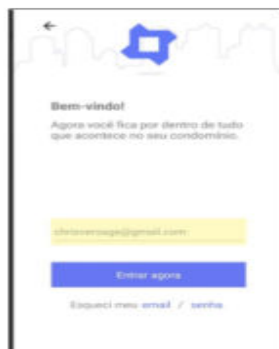 Bem-vindo!
Agora você fica por dentro de tudo
que acontece no seu condomínio.
Entrar agora
Esqueci meu email / senha